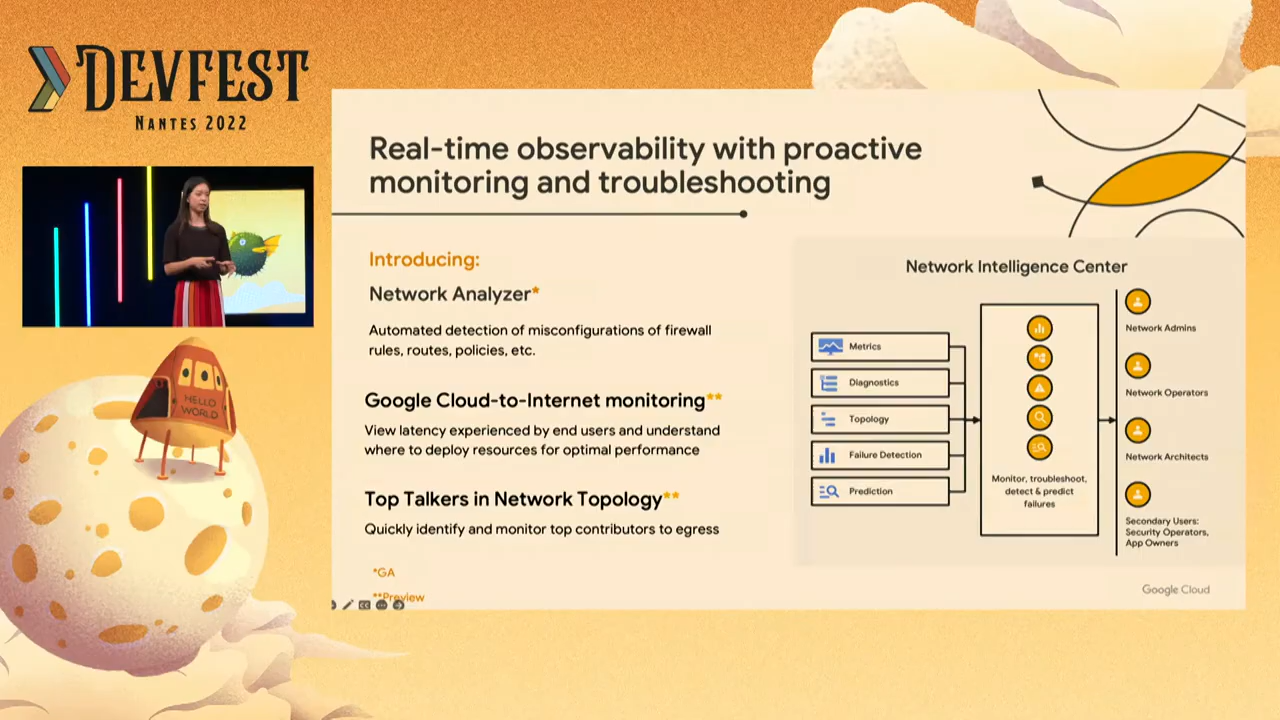 DEVFEST
NANTES 2022
HELLO
WORLD
Real-time observability with proactive
monitoring and troubleshooting
Introducing:
Network Analyzer*
Automated detection of misconfigurations of firewall
rules, routes, policies, etc.
Google Cloud-to-Internet monitoring**
View latency experienced by end users and understand
where to deploy resources for optimal performance
Top Talkers in Network Topology**
Quickly identify and monitor top contributors to egress
*GA
**Preview
Network Intelligence Center
Metrics
Diagnostics
Topology
Failure Detection
Prediction
Monitor, troubleshoot,
detect & predict
failures
Network Admins
Network Operators
Network Architects
Secondary Users:
Security Operators,
App Owners
Google Cloud